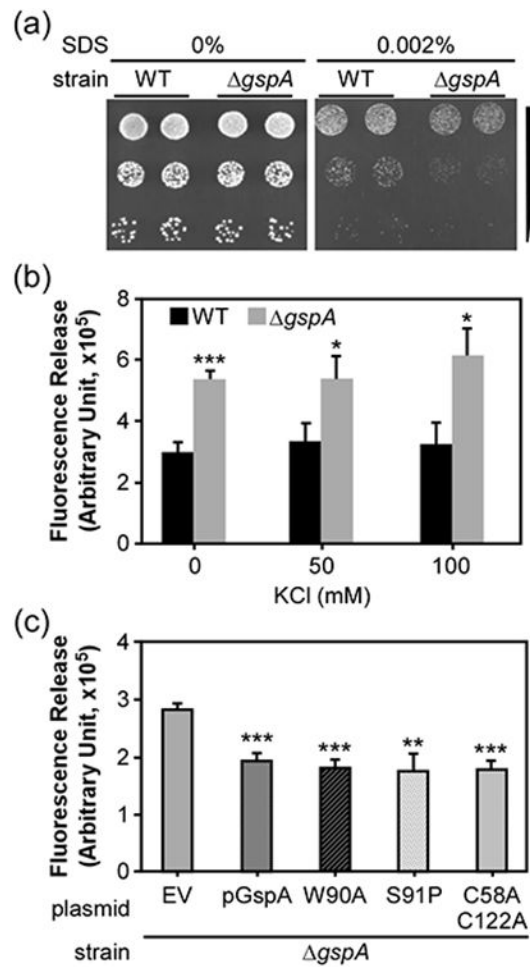 (a)
SDS 0% 0.002%
strain WT ΔgspA WT ΔgspA
(b)
Fluorescence Release
(Arbitrary Unit, x10⁵)
8
6
4
2
0
WT ΔgspA
*** * *
0 50 100
KCl (mM)
(c)
Fluorescence Release
(Arbitrary Unit, x10⁵)
4
3
2
1
0
*** *** ** ***
plasmid EV pGspA W90A S91P C58A
C122A
strain ΔgspA